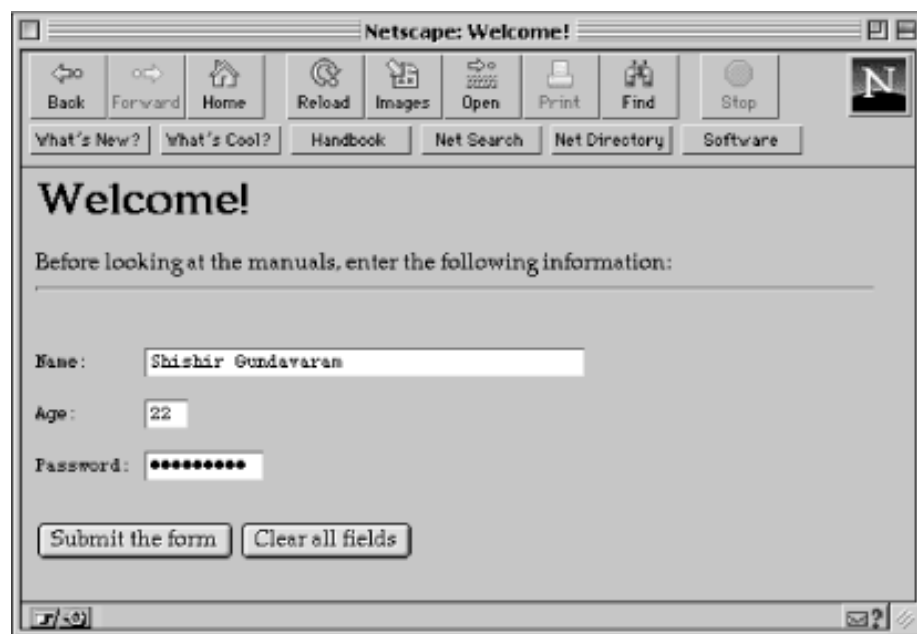 Netscape: Welcome!
Back Forward Home Reload Images Open Print Find Stop
N
What's New? What's Cool? Handbook Net Search Net Directory Software
Welcome!
Before looking at the manuals, enter the following information:
Name: Shishir Gundavaram
Age: 22
Password: •••••••••
Submit the form Clear all fields
?